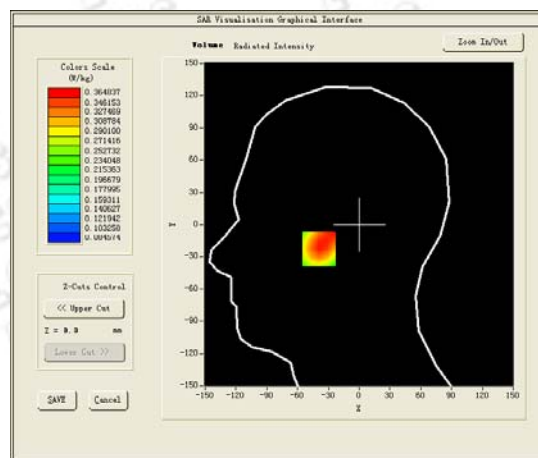 SAR Visualisation Graphical Interface
Volume Radiated Intensity
Zoom In/Out
Colors Scale
(W/kg)
0.364837
0.346153
0.327469
0.308784
0.290100
0.271416
0.252732
0.234048
0.215363
0.196679
0.177995
0.159311
0.140627
0.121942
0.103258
0.084574
Z-Cuts Control
<< Upper Cut
Z = 0.0 mm
Lower Cut >>
SAVE Cancel
150
120
90
60
30
0
-30
-60
-90
-120
-150
Y
-150 -120 -90 -60 -30 0 30 60 90 120 150
X